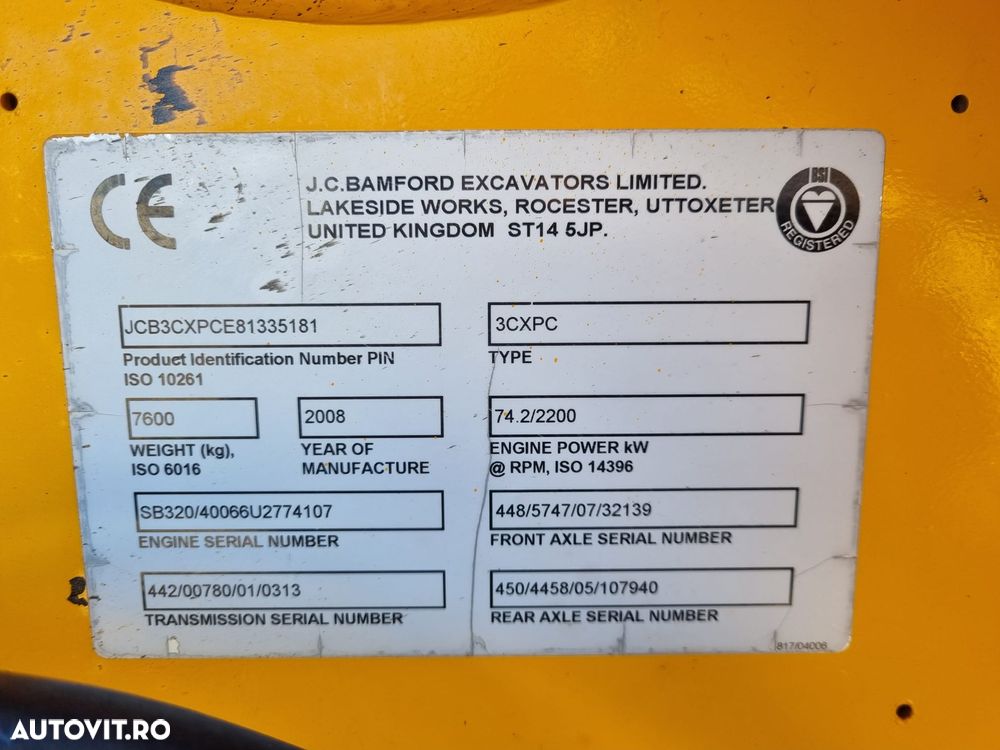 CE
J.C.BAMFORD EXCAVATORS LIMITED.
LAKESIDE WORKS, ROCESTER, UTTOXETER
UNITED KINGDOM ST14 5JP.
BSI
REGISTERED
JCB3CXPCE81335181
Product Identification Number PIN
ISO 10261
3CXPC
TYPE
7600
WEIGHT (kg),
ISO 6016
2008
YEAR OF
MANUFACTURE
74.2/2200
ENGINE POWER kW
@ RPM, ISO 14396
SB320/40066U2774107
ENGINE SERIAL NUMBER
448/5747/07/32139
FRONT AXLE SERIAL NUMBER
442/00780/01/0313
TRANSMISSION SERIAL NUMBER
450/4458/05/107940
REAR AXLE SERIAL NUMBER
817/04006
AUTOVIT.RO